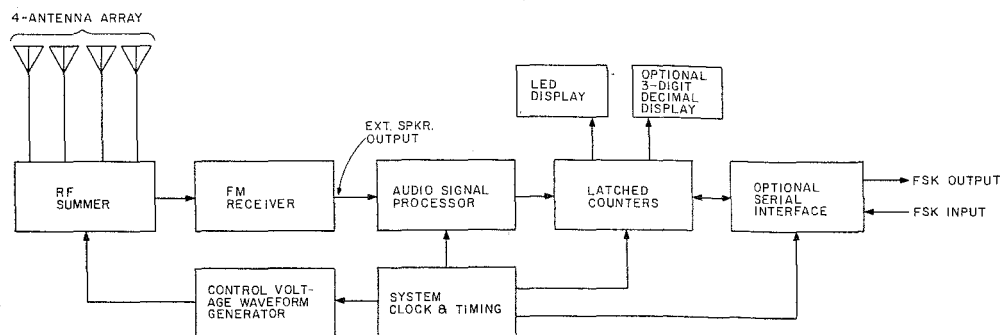 4-ANTENNA ARRAY
LED
DISPLAY
OPTIONAL
3-DIGIT
DECIMAL
DISPLAY
EXT. SPKR.
OUTPUT
RF
SUMMER
FM
RECEIVER
AUDIO SIGNAL
PROCESSOR
LATCHED
COUNTERS
OPTIONAL
SERIAL
INTERFACE
FSK OUTPUT
FSK INPUT
CONTROL VOLT-
AGE WAVEFORM
GENERATOR
SYSTEM
CLOCK & TIMING